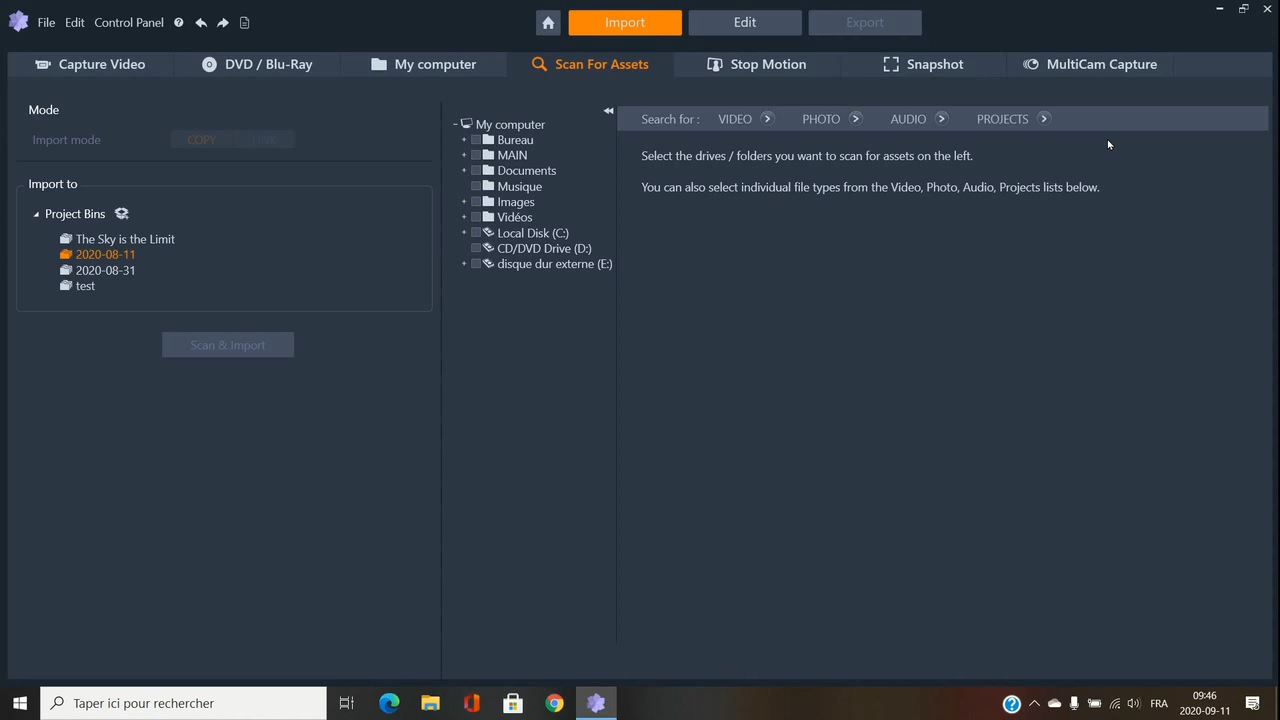 File Edit Control Panel
Import Edit Export
Capture Video DVD / Blu-Ray My computer Scan For Assets Stop Motion Snapshot MultiCam Capture
Mode
Import mode COPY LINK
Import to
Project Bins
The Sky is the Limit
2020-08-11
2020-08-31
test
Scan & Import
My computer
Bureau
MAIN
Documents
Musique
Images
Vidéos
Local Disk (C:)
CD/DVD Drive (D:)
disque dur externe (E:)
Search for : VIDEO PHOTO AUDIO PROJECTS
Select the drives / folders you want to scan for assets on the left.
You can also select individual file types from the Video, Photo, Audio, Projects lists below.
Taper ici pour rechercher
FRA
09:46
2020-09-11